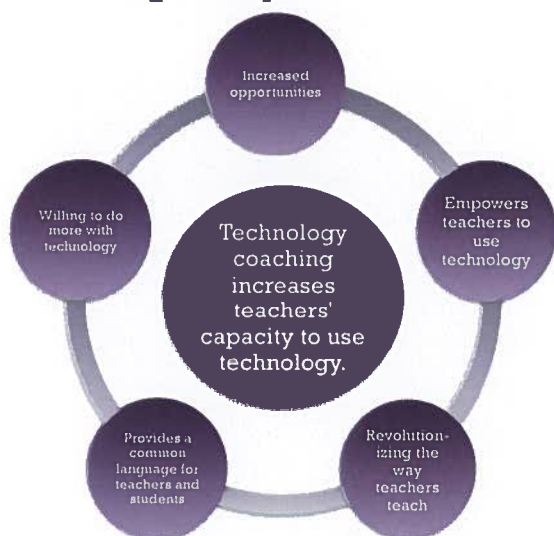 Increased
opportunities
Empowers
teachers to
use
technology
Revolution-
izing the
way
teachers
teach
Provides a
common
language for
teachers and
students
Willing to do
more with
technology
Technology
coaching
increases
teachers'
capacity to use
technology.